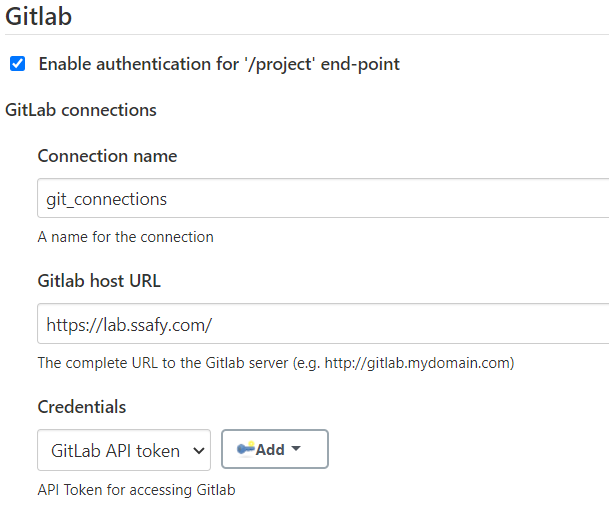 Gitlab
Enable authentication for '/project' end-point
GitLab connections
Connection name
git_connections
A name for the connection
Gitlab host URL
https://lab.ssafy.com/
The complete URL to the Gitlab server (e.g. http://gitlab.mydomain.com)
Credentials
GitLab API token Add
API Token for accessing Gitlab